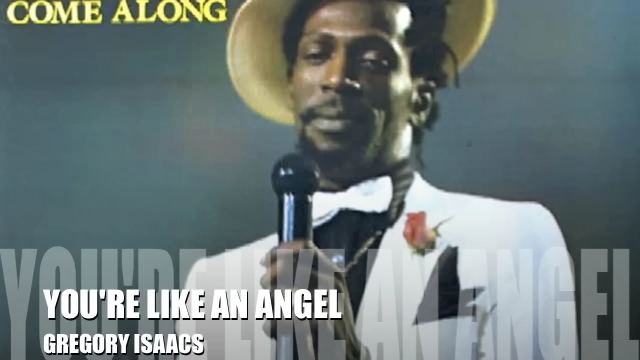 COME ALONG
YOU'RE LIKE AN ANGEL
YOU'RE LIKE AN ANGEL
GREGORY ISAACS